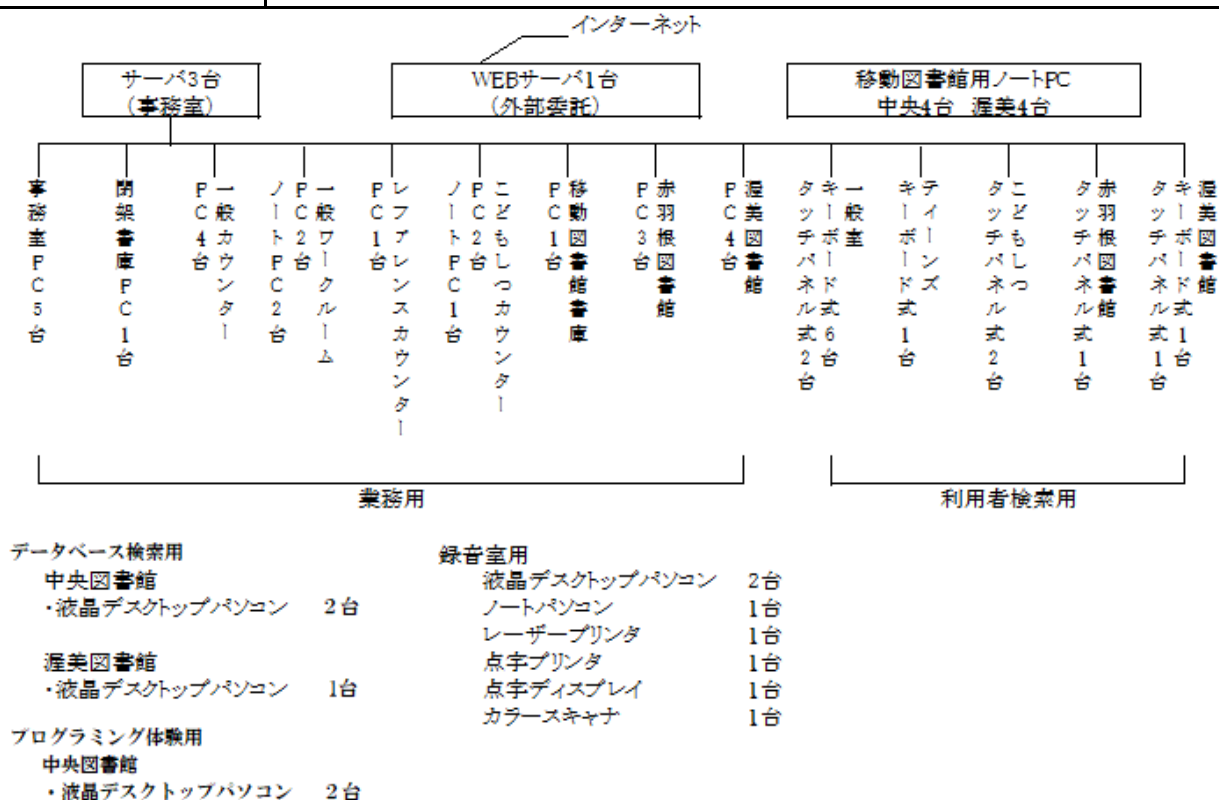 インターネット
サーバ3台
（事務室）
WEBサーバ1台
（外部委託）
移動図書館用ノートPC
中央4台 渥美4台
事務室PC5台
閉架書庫PC1台
一般カウンター
PC4台
一般ワークルーム
PC2台
ノートPC2台
レファレンスカウンター
PC1台
こどもしつカウンター
PC2台
ノートPC1台
移動図書館書庫
PC1台
赤羽根図書館
PC3台
渥美図書館
PC4台
一般室
キーボード式6台
タッチパネル式2台
ティーンズ
キーボード式1台
こどもしつ
タッチパネル式2台
赤羽根図書館
タッチパネル式1台
渥美図書館
キーボード式1台
タッチパネル式1台
業務用
利用者検索用
データベース検索用
中央図書館
・液晶デスクトップパソコン 2台
渥美図書館
・液晶デスクトップパソコン 1台
プログラミング体験用
中央図書館
・液晶デスクトップパソコン 2台
録音室用
液晶デスクトップパソコン 2台
ノートパソコン 1台
レーザープリンタ 1台
点字プリンタ 1台
点字ディスプレイ 1台
カラースキャナ 1台